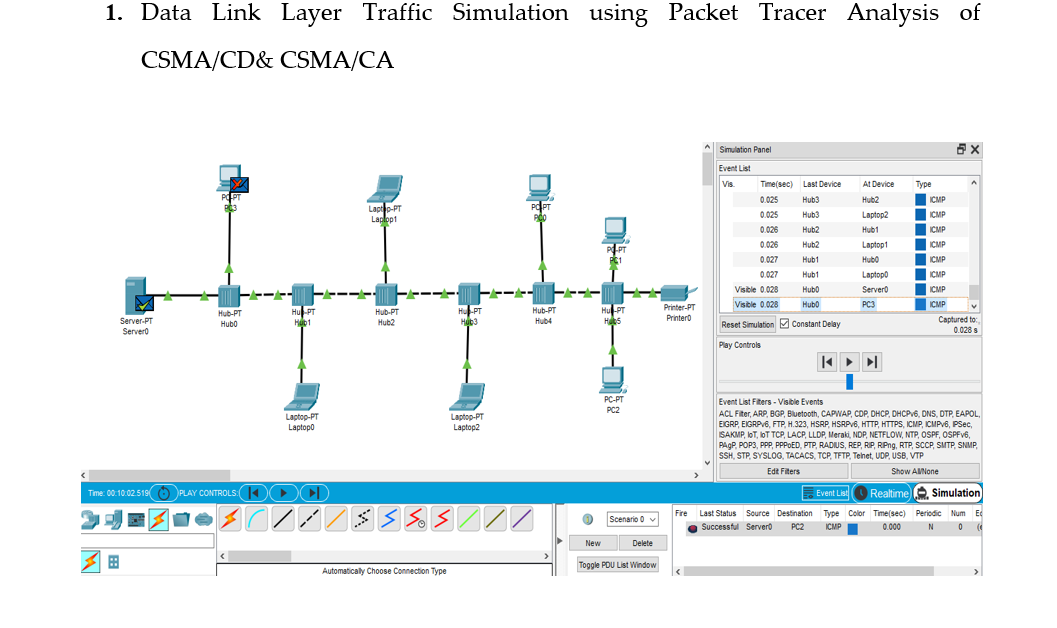 1. Data Link Layer Traffic Simulation using Packet Tracer Analysis of
CSMA/CD& CSMA/CA
PC-PT
PC3
Laptop-PT
Laptop1
PC-PT
PC0
PC-PT
PC1
Server-PT
Server0
Hub-PT
Hub0
Hub-PT
Hub1
Hub-PT
Hub2
Hub-PT
Hub3
Hub-PT
Hub4
Hub-PT
Hub5
Printer-PT
Printer0
Laptop-PT
Laptop0
Laptop-PT
Laptop2
PC-PT
PC2
Simulation Panel
Event List
Vis. Time(sec) Last Device At Device Type
0.025 Hub3 Hub2 ICMP
0.025 Hub3 Laptop2 ICMP
0.026 Hub2 Hub1 ICMP
0.026 Hub2 Laptop1 ICMP
0.027 Hub1 Hub0 ICMP
0.027 Hub1 Laptop0 ICMP
Visible 0.028 Hub0 Server0 ICMP
Visible 0.028 Hub0 PC3 ICMP
Reset Simulation Constant Delay Captured to:
0.028 s
Play Controls
Event List Filters - Visible Events
ACL Filter, ARP, BGP, Bluetooth, CAPWAP, CDP, DHCP, DHCPv6, DNS, DTP, EAPOL,
EIGRP, EIGRPv6, FTP, H.323, HSRP, HSRPv6, HTTP, HTTPS, ICMP, ICMPv6, IPSec,
ISAKMP, IoT, IoT TCP, LACP, LLDP, Meraki, NDP, NETFLOW, NTP, OSPF, OSPFv6,
PAgP, POP3, PPP, PPPoED, PTP, RADIUS, REP, RIP, RIPng, RTP, SCCP, SMTP, SNMP,
SSH, STP, SYSLOG, TACACS, TCP, TFTP, Telnet, UDP, USB, VTP
Edit Filters Show All/None
Time: 00:10:02.519 PLAY CONTROLS: Event List Realtime Simulation
Scenario 0
New Delete
Toggle PDU List Window
Automatically Choose Connection Type
Fire Last Status Source Destination Type Color Time(sec) Periodic Num Ed
Successful Server0 PC2 ICMP 0.000 N 0 (e